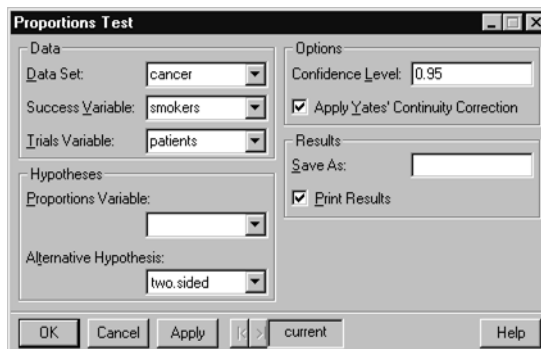 Proportions Test
Data
Data Set: cancer
Success Variable: smokers
Trials Variable: patients
Hypotheses
Proportions Variable:
Alternative Hypothesis:
two.sided
Options
Confidence Level: 0.95
Apply Yates' Continuity Correction
Results
Save As:
Print Results
OK Cancel Apply current Help